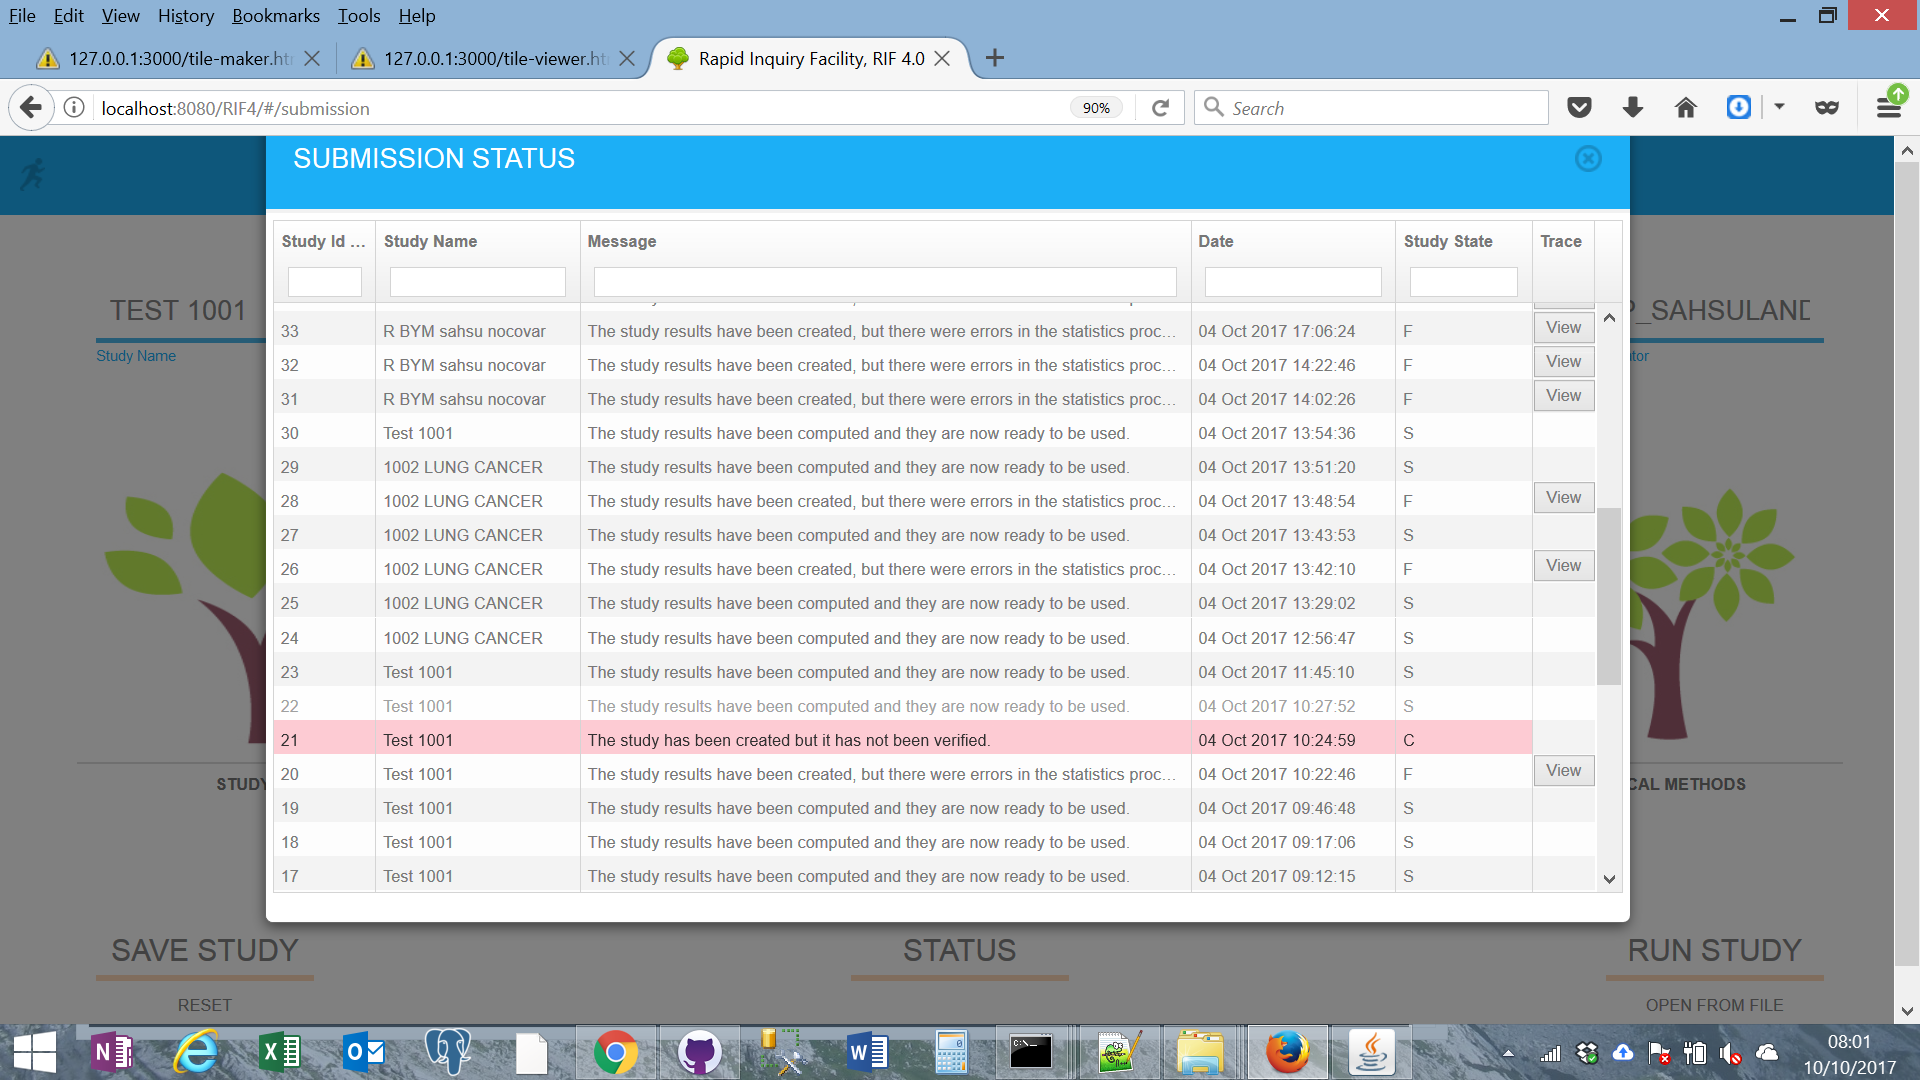 File Edit View History Bookmarks Tools Help
127.0.0.1:3000/tile-maker.ht
127.0.0.1:3000/tile-viewer.ht
Rapid Inquiry Facility, RIF 4.0
localhost:8080/RIF4/#/submission
90%
Search
SUBMISSION STATUS
Study Id ... Study Name Message Date Study State Trace
33 R BYM sahsu nocovar The study results have been created, but there were errors in the statistics proc... 04 Oct 2017 17:06:24 F View
32 R BYM sahsu nocovar The study results have been created, but there were errors in the statistics proc... 04 Oct 2017 14:22:46 F View
31 R BYM sahsu nocovar The study results have been created, but there were errors in the statistics proc... 04 Oct 2017 14:02:26 F View
30 Test 1001 The study results have been computed and they are now ready to be used. 04 Oct 2017 13:54:36 S
29 1002 LUNG CANCER The study results have been computed and they are now ready to be used. 04 Oct 2017 13:51:20 S
28 1002 LUNG CANCER The study results have been created, but there were errors in the statistics proc... 04 Oct 2017 13:48:54 F View
27 1002 LUNG CANCER The study results have been computed and they are now ready to be used. 04 Oct 2017 13:43:53 S
26 1002 LUNG CANCER The study results have been created, but there were errors in the statistics proc... 04 Oct 2017 13:42:10 F View
25 1002 LUNG CANCER The study results have been computed and they are now ready to be used. 04 Oct 2017 13:29:02 S
24 1002 LUNG CANCER The study results have been computed and they are now ready to be used. 04 Oct 2017 12:56:47 S
23 Test 1001 The study results have been computed and they are now ready to be used. 04 Oct 2017 11:45:10 S
22 Test 1001 The study results have been computed and they are now ready to be used. 04 Oct 2017 10:27:52 S
21 Test 1001 The study has been created but it has not been verified. 04 Oct 2017 10:24:59 C
20 Test 1001 The study results have been created, but there were errors in the statistics proc... 04 Oct 2017 10:22:46 F View
19 Test 1001 The study results have been computed and they are now ready to be used. 04 Oct 2017 09:46:48 S
18 Test 1001 The study results have been computed and they are now ready to be used. 04 Oct 2017 09:17:06 S
17 Test 1001 The study results have been computed and they are now ready to be used. 04 Oct 2017 09:12:15 S
TEST 1001
Study Name
_SAHSULAND
tor
STUDY
CAL METHODS
SAVE STUDY STATUS RUN STUDY
RESET OPEN FROM FILE
08:01
10/10/2017